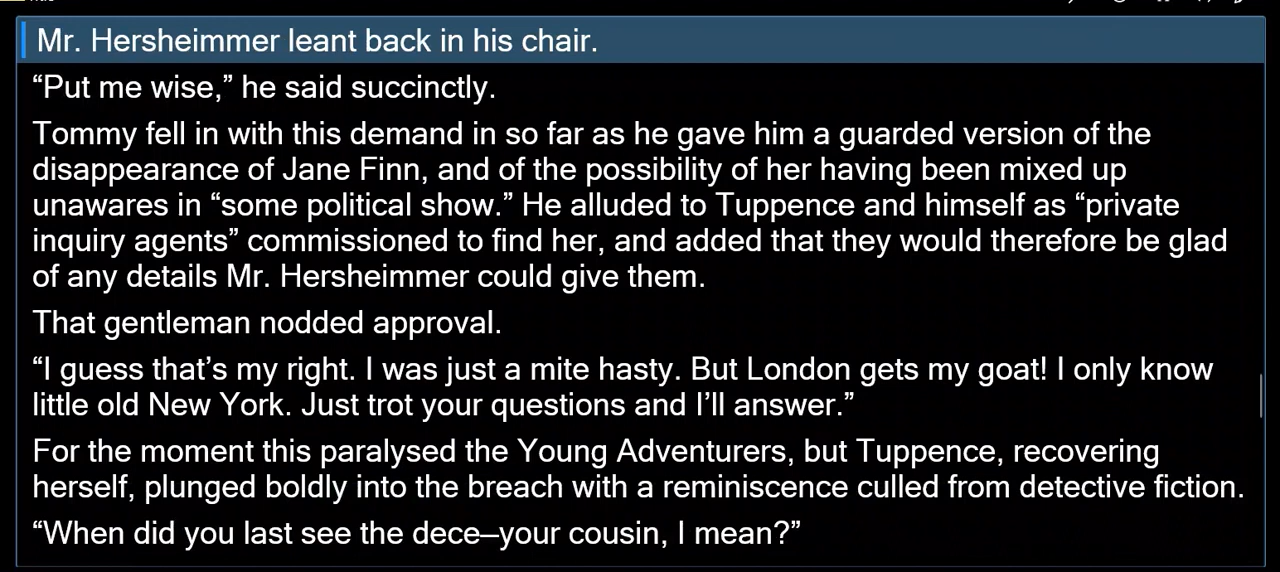 Mr. Hersheimmer leant back in his chair.
“Put me wise,” he said succinctly.
Tommy fell in with this demand in so far as he gave him a guarded version of the
disappearance of Jane Finn, and of the possibility of her having been mixed up
unawares in “some political show.” He alluded to Tuppence and himself as “private
inquiry agents” commissioned to find her, and added that they would therefore be glad
of any details Mr. Hersheimmer could give them.
That gentleman nodded approval.
“I guess that’s my right. I was just a mite hasty. But London gets my goat! I only know
little old New York. Just trot your questions and I’ll answer.”
For the moment this paralysed the Young Adventurers, but Tuppence, recovering
herself, plunged boldly into the breach with a reminiscence culled from detective fiction.
“When did you last see the dece—your cousin, I mean?”